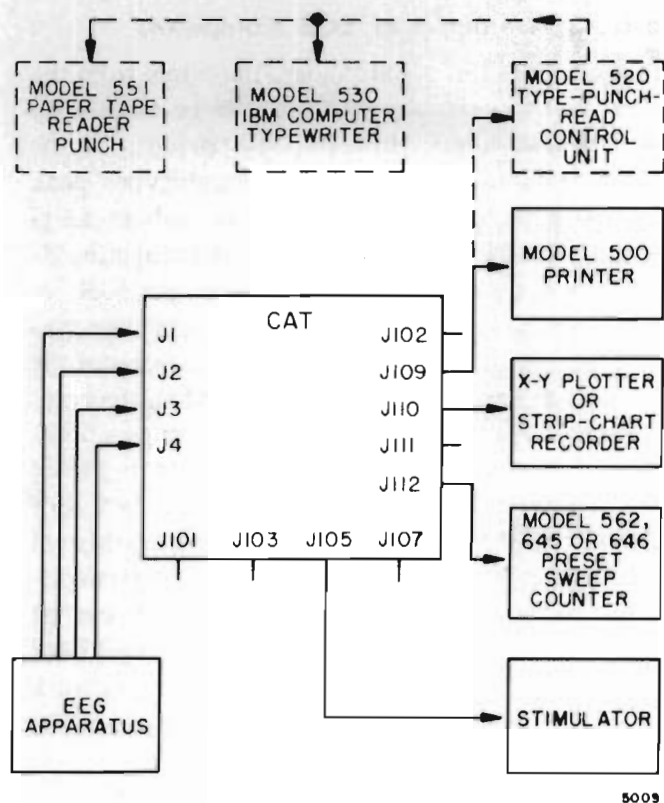 MODEL 551
PAPER TAPE
READER
PUNCH
MODEL 530
IBM COMPUTER
TYPEWRITER
MODEL 520
TYPE-PUNCH-
READ
CONTROL
UNIT
MODEL 500
PRINTER
CAT
J1
J2
J3
J4
J102
J109
J110
J111
J112
J101
J103
J105
J107
X-Y PLOTTER
OR
STRIP-CHART
RECORDER
MODEL 562,
645 OR 646
PRESET
SWEEP
COUNTER
EEG
APPARATUS
STIMULATOR
5009